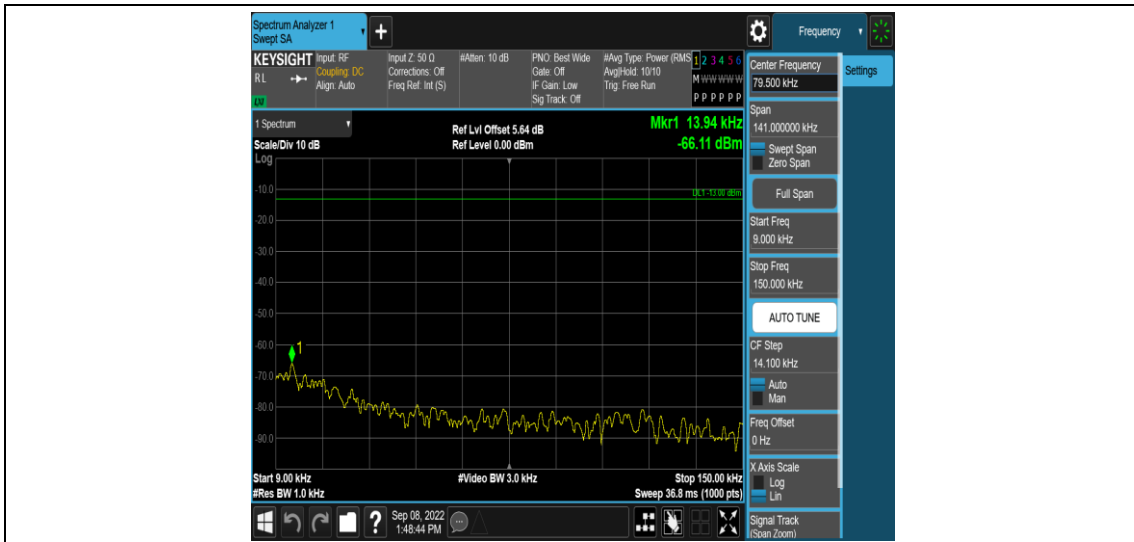 Spectrum Analyzer 1
Swept SA
+
Frequency
KEYSIGHT
RL
LM
Input: RF
Coupling: DC
Align: Auto
Input Z: 50 Ω
Corrections: Off
Freq Ref: Int (S)
#Atten: 10 dB
PNO: Best Wide
Gate: Off
IF Gain: Low
Sig Track: Off
#Avg Type: Power (RMS
Avg|Hold: 10/10
Trig: Free Run
1 2 3 4 5 6
M W W W W W
P P P P P P
1 Spectrum
Scale/Div 10 dB
Log
Ref Lvl Offset 5.64 dB
Ref Level 0.00 dBm
Mkr1 13.94 kHz
-66.11 dBm
DL1 -13.00 dBm
-10.0
-20.0
-30.0
-40.0
-50.0
-60.0
-70.0
-80.0
-90.0
1
Start 9.00 kHz
#Res BW 1.0 kHz
#Video BW 3.0 kHz
Stop 150.00 kHz
Sweep 36.8 ms (1000 pts)
Center Frequency
79.500 kHz
Settings
Span
141.000000 kHz
Swept Span
Zero Span
Full Span
Start Freq
9.000 kHz
Stop Freq
150.000 kHz
AUTO TUNE
CF Step
14.100 kHz
Auto
Man
Freq Offset
0 Hz
X Axis Scale
Log
Lin
Signal Track
(Span Zoom)
?
Sep 08, 2022
1:48:44 PM